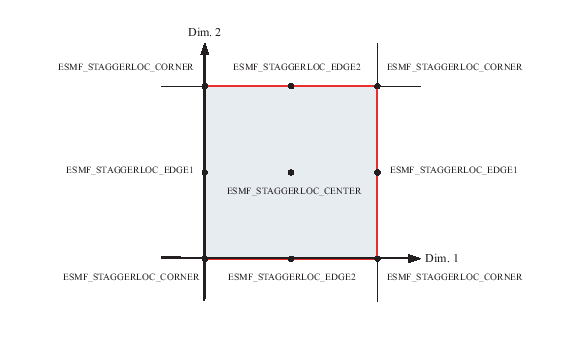 Dim. 2
ESMF_STAGGERLOC_CORNER
ESMF_STAGGERLOC_EDGE2
ESMF_STAGGERLOC_CORNER
ESMF_STAGGERLOC_EDGE1
ESMF_STAGGERLOC_EDGE1
ESMF_STAGGERLOC_CENTER
Dim. 1
ESMF_STAGGERLOC_CORNER
ESMF_STAGGERLOC_EDGE2
ESMF_STAGGERLOC_CORNER